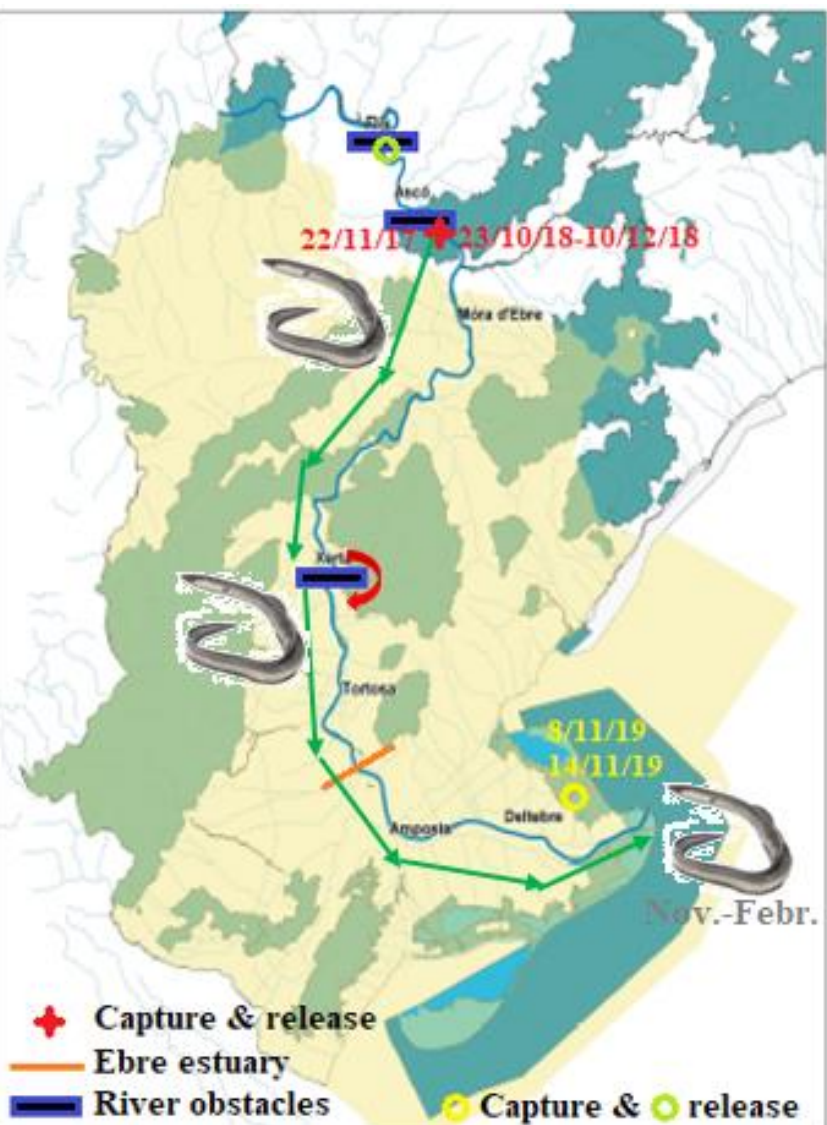 Ascó
22/11/17 23/10/18-10/12/18
Móra d'Ebre
Tortosa
8/11/19
14/11/19
Deltebre
Amposta
Nov.-Febr.
Capture & release
Ebre estuary
River obstacles
Capture & release